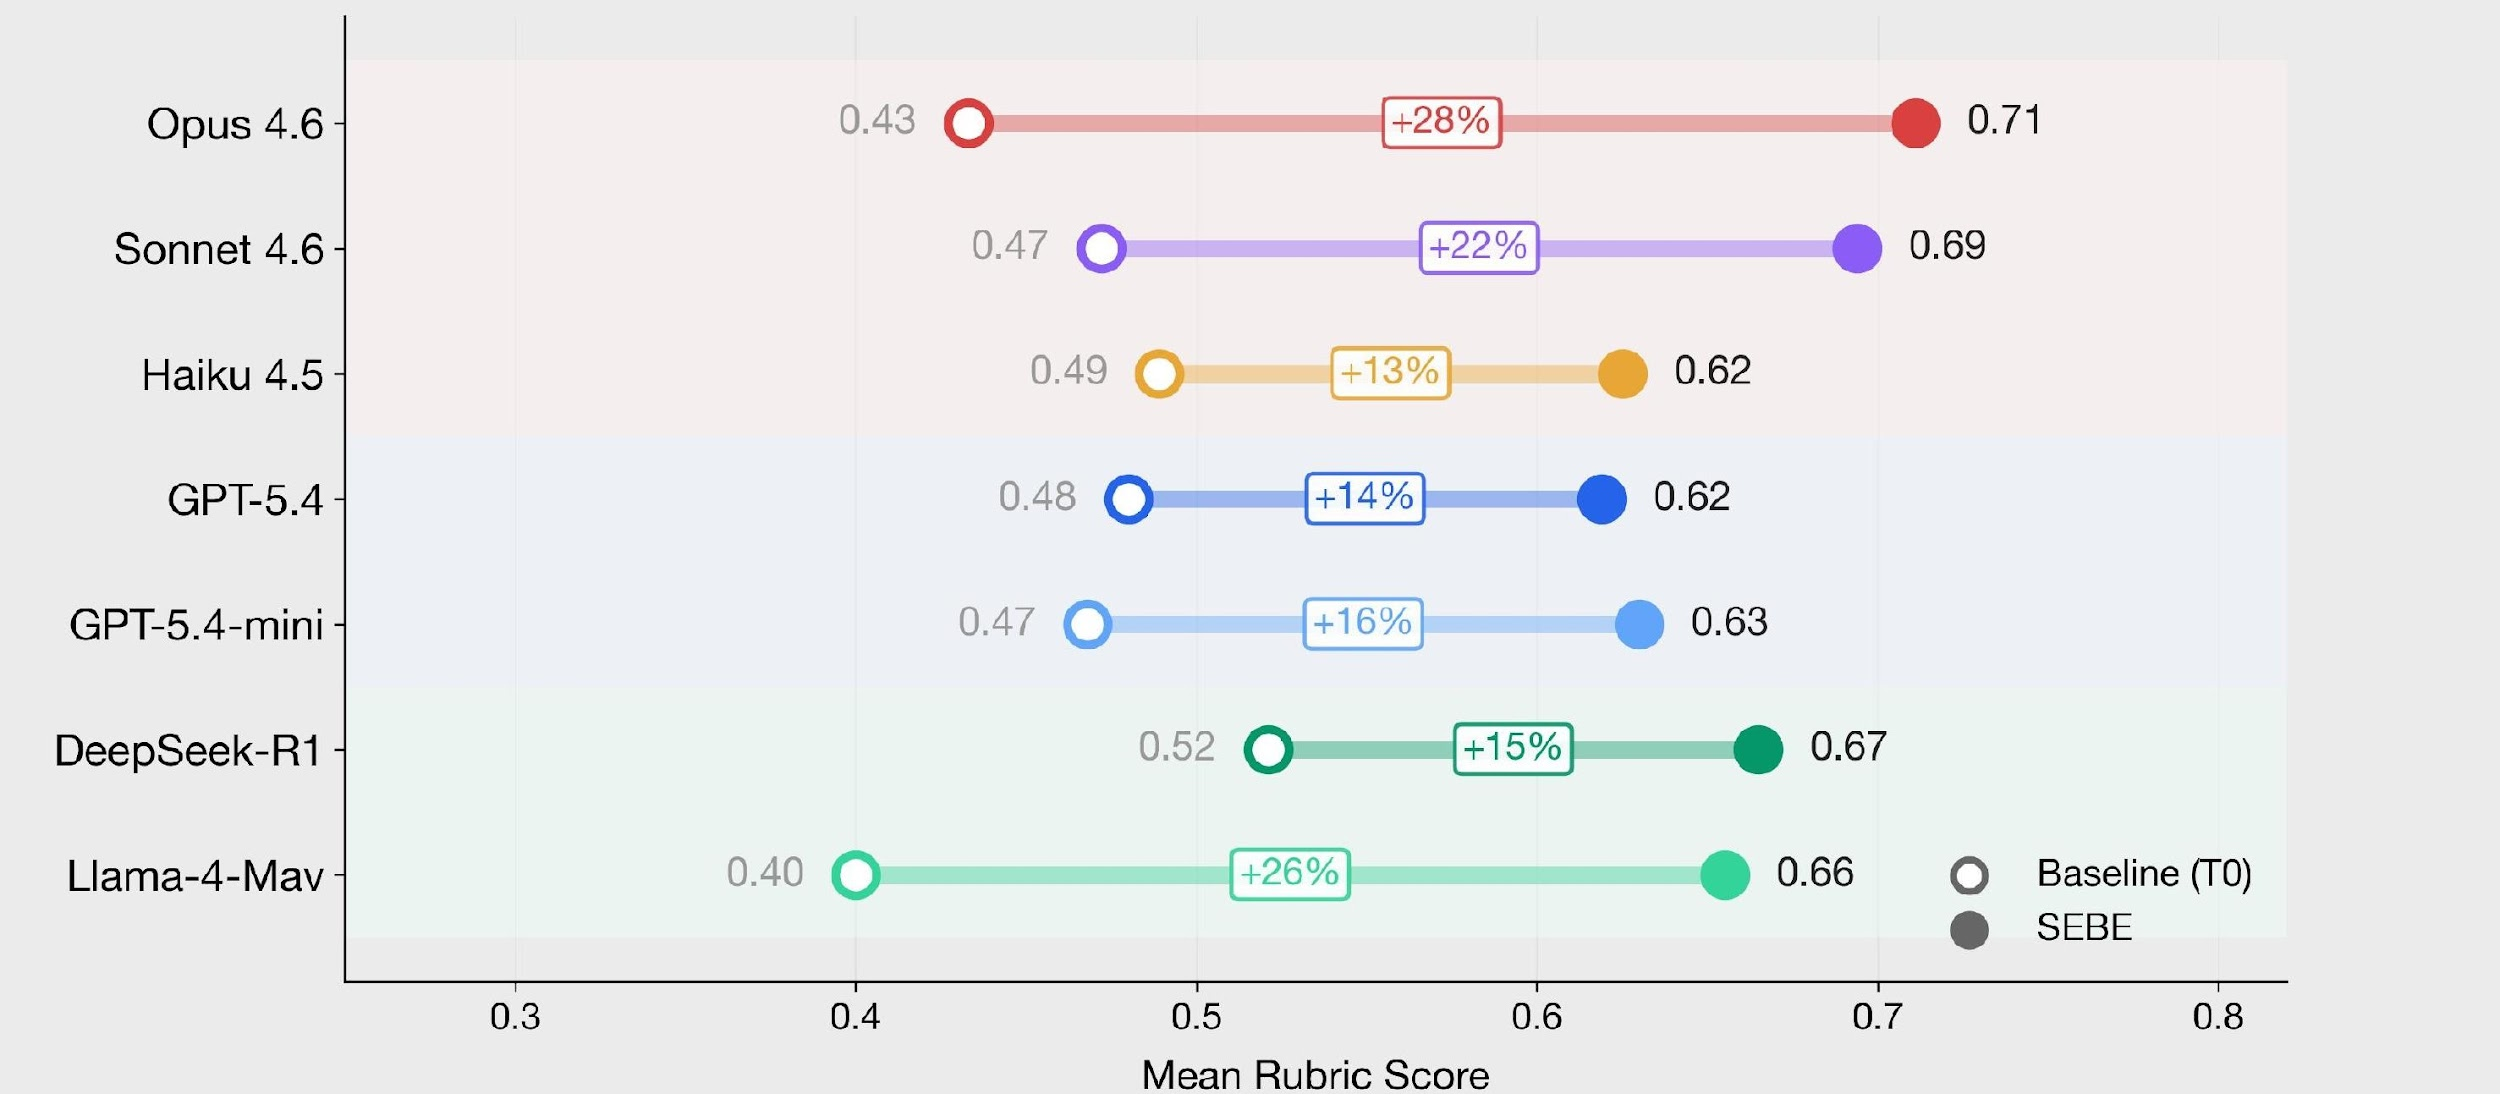 Opus 4.6 0.43 +28% 0.71
Sonnet 4.6 0.47 +22% 0.69
Haiku 4.5 0.49 +13% 0.62
GPT-5.4 0.48 +14% 0.62
GPT-5.4-mini 0.47 +16% 0.63
DeepSeek-R1 0.52 +15% 0.67
Llama-4-Mav 0.40 +26% 0.66
Baseline (T0)
SEBE
0.3 0.4 0.5 0.6 0.7 0.8
Mean Rubric Score